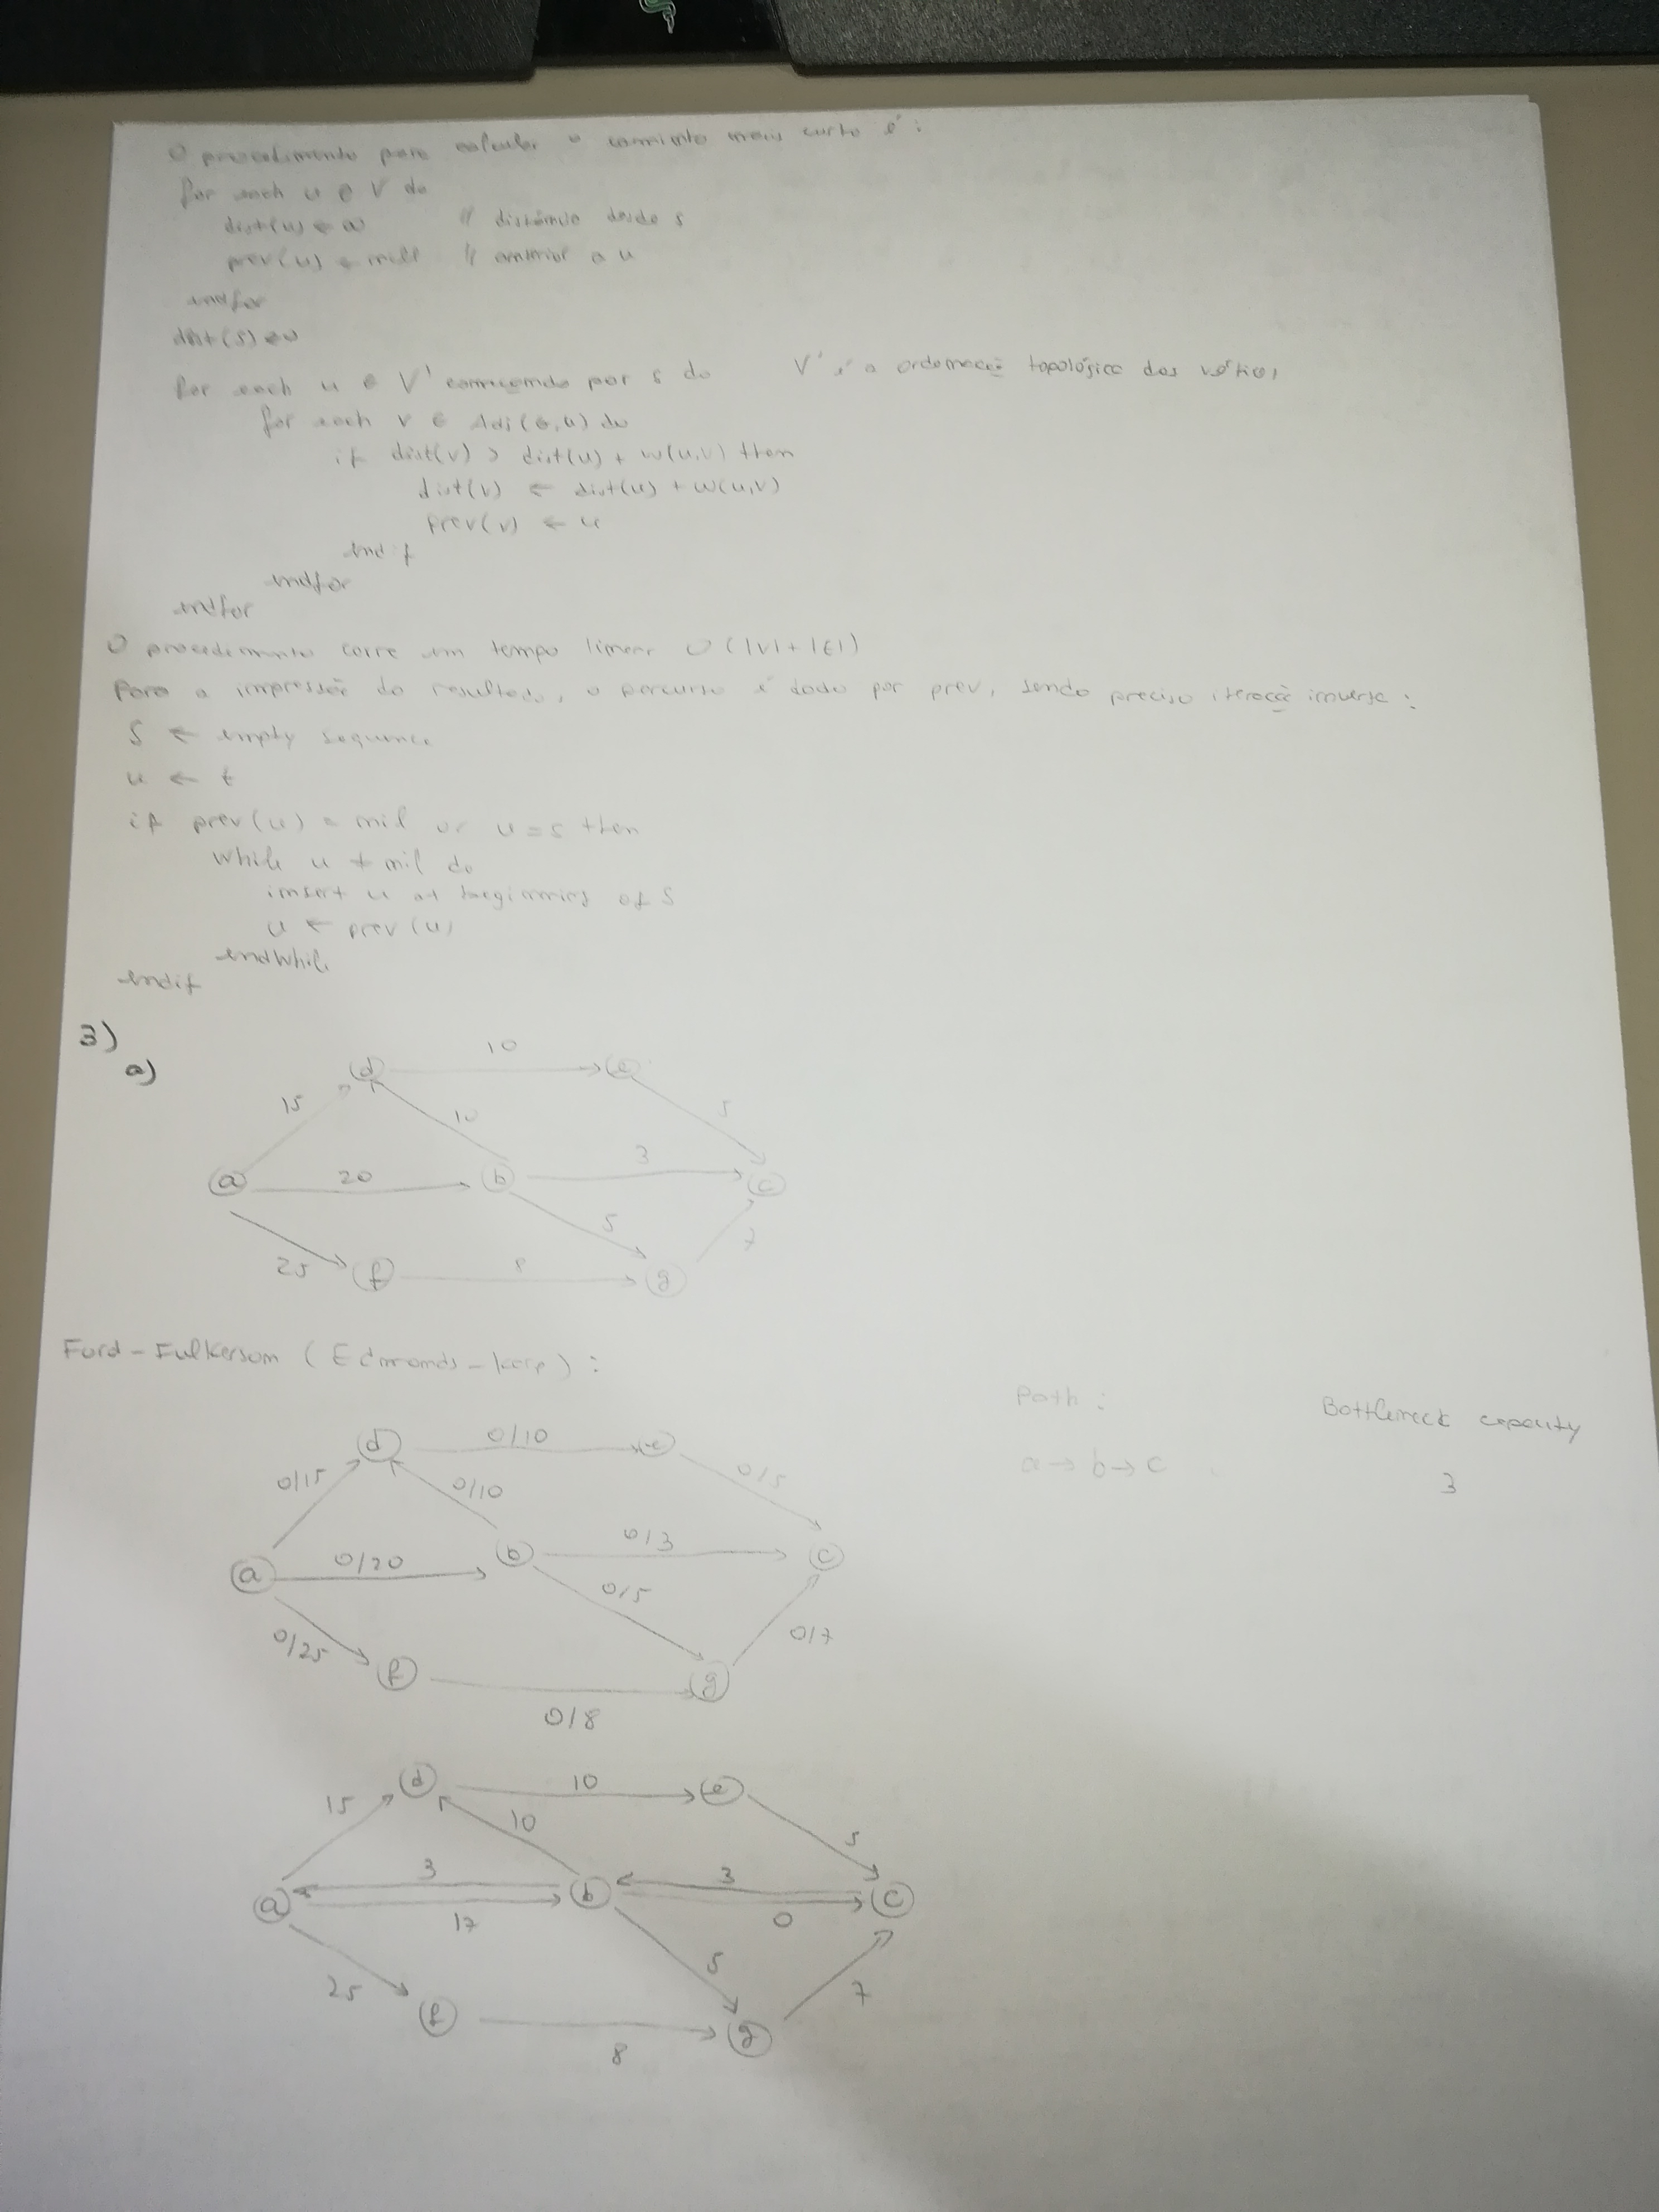 O procedimento para calcular o caminho mais curto é :
for each u ∈ V do
dist(u) ← ∞ // distância desde s
prev(u) ← nill // anterior a u
endfor
dist(s) ← 0
for each u ∈ V' começando por s do V' é a ordenação topológica dos vértices
for each v ∈ Adj(G,u) do
if dist(v) > dist(u) + w(u,v) then
dist(v) ← dist(u) + w(u,v)
prev(v) ← u
endif
endfor
endfor
O procedimento corre em tempo linear O(|V|+|E|)
Para a impressão do resultado, o percurso é dado por prev, sendo preciso iteração inversa :
S ← empty sequence
u ← t
if prev(u) = nil or u = s then
while u ≠ nil do
insert u at beginning of S
u ← prev(u)
endwhile
endif
3)
a)
10
d e
15 10 5
3
a 20 b c
5 7
25 f 8 g
Ford-Fulkerson (Edmonds-Karp) :
Path : Bottleneck capacity
a → b → c 3
d 0/10 e
0/15 0/10 0/5
0/3
a 0/20 b c
0/5
0/25 0/7
f g
0/8
d 10 e
15 10 5
3 3
a b c
17 0
5
25 7
f g
8